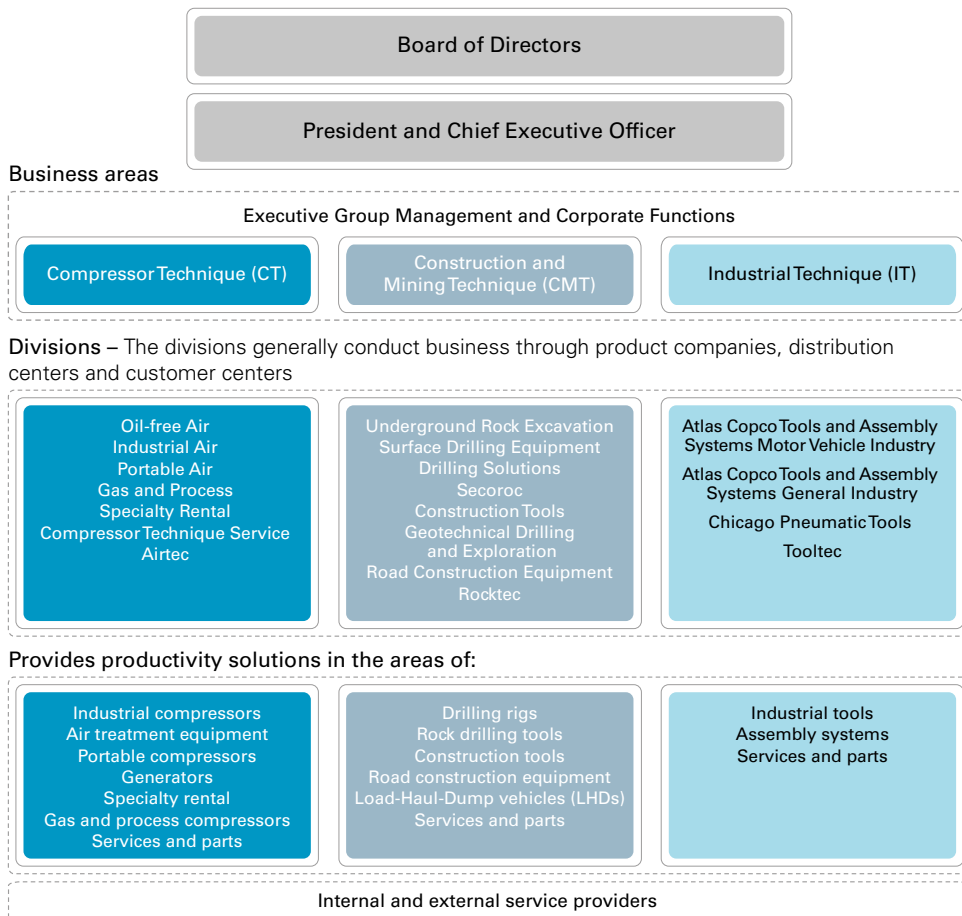 Board of Directors
President and Chief Executive Officer
Business areas
Executive Group Management and Corporate Functions
Compressor Technique (CT)
Construction and
Mining Technique (CMT)
Industrial Technique (IT)
Divisions – The divisions generally conduct business through product companies, distribution
centers and customer centers
Oil-free Air
Industrial Air
Portable Air
Gas and Process
Specialty Rental
Compressor Technique Service
Airtec
Underground Rock Excavation
Surface Drilling Equipment
Drilling Solutions
Secoroc
Construction Tools
Geotechnical Drilling
and Exploration
Road Construction Equipment
Rocktec
Atlas Copco Tools and Assembly
Systems Motor Vehicle Industry
Atlas Copco Tools and Assembly
Systems General Industry
Chicago Pneumatic Tools
Tooltec
Provides productivity solutions in the areas of:
Industrial compressors
Air treatment equipment
Portable compressors
Generators
Specialty rental
Gas and process compressors
Services and parts
Drilling rigs
Rock drilling tools
Construction tools
Road construction equipment
Load-Haul-Dump vehicles (LHDs)
Services and parts
Industrial tools
Assembly systems
Services and parts
Internal and external service providers